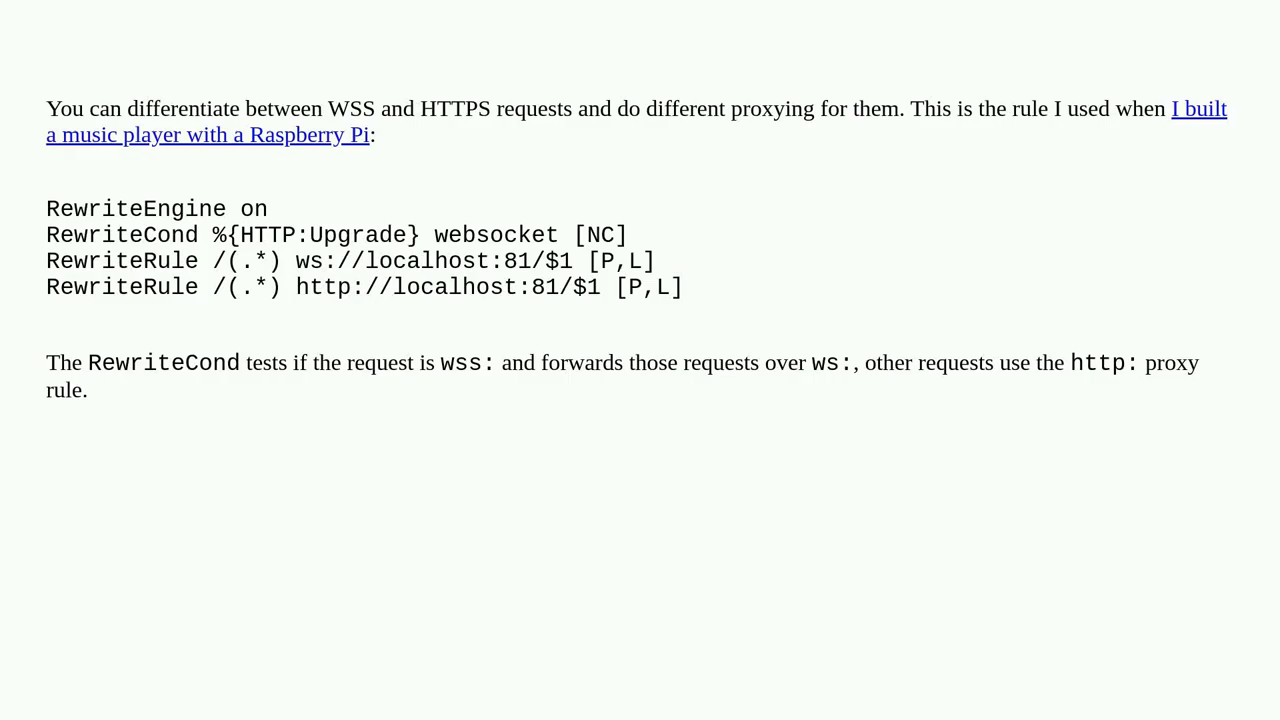 You can differentiate between WSS and HTTPS requests and do different proxying for them. This is the rule I used when I built
a music player with a Raspberry Pi:
RewriteEngine on
RewriteCond %{HTTP:Upgrade} websocket [NC]
RewriteRule /(.*) ws://localhost:81/$1 [P,L]
RewriteRule /(.*) http://localhost:81/$1 [P,L]
The RewriteCond tests if the request is wss: and forwards those requests over ws:, other requests use the http: proxy
rule.